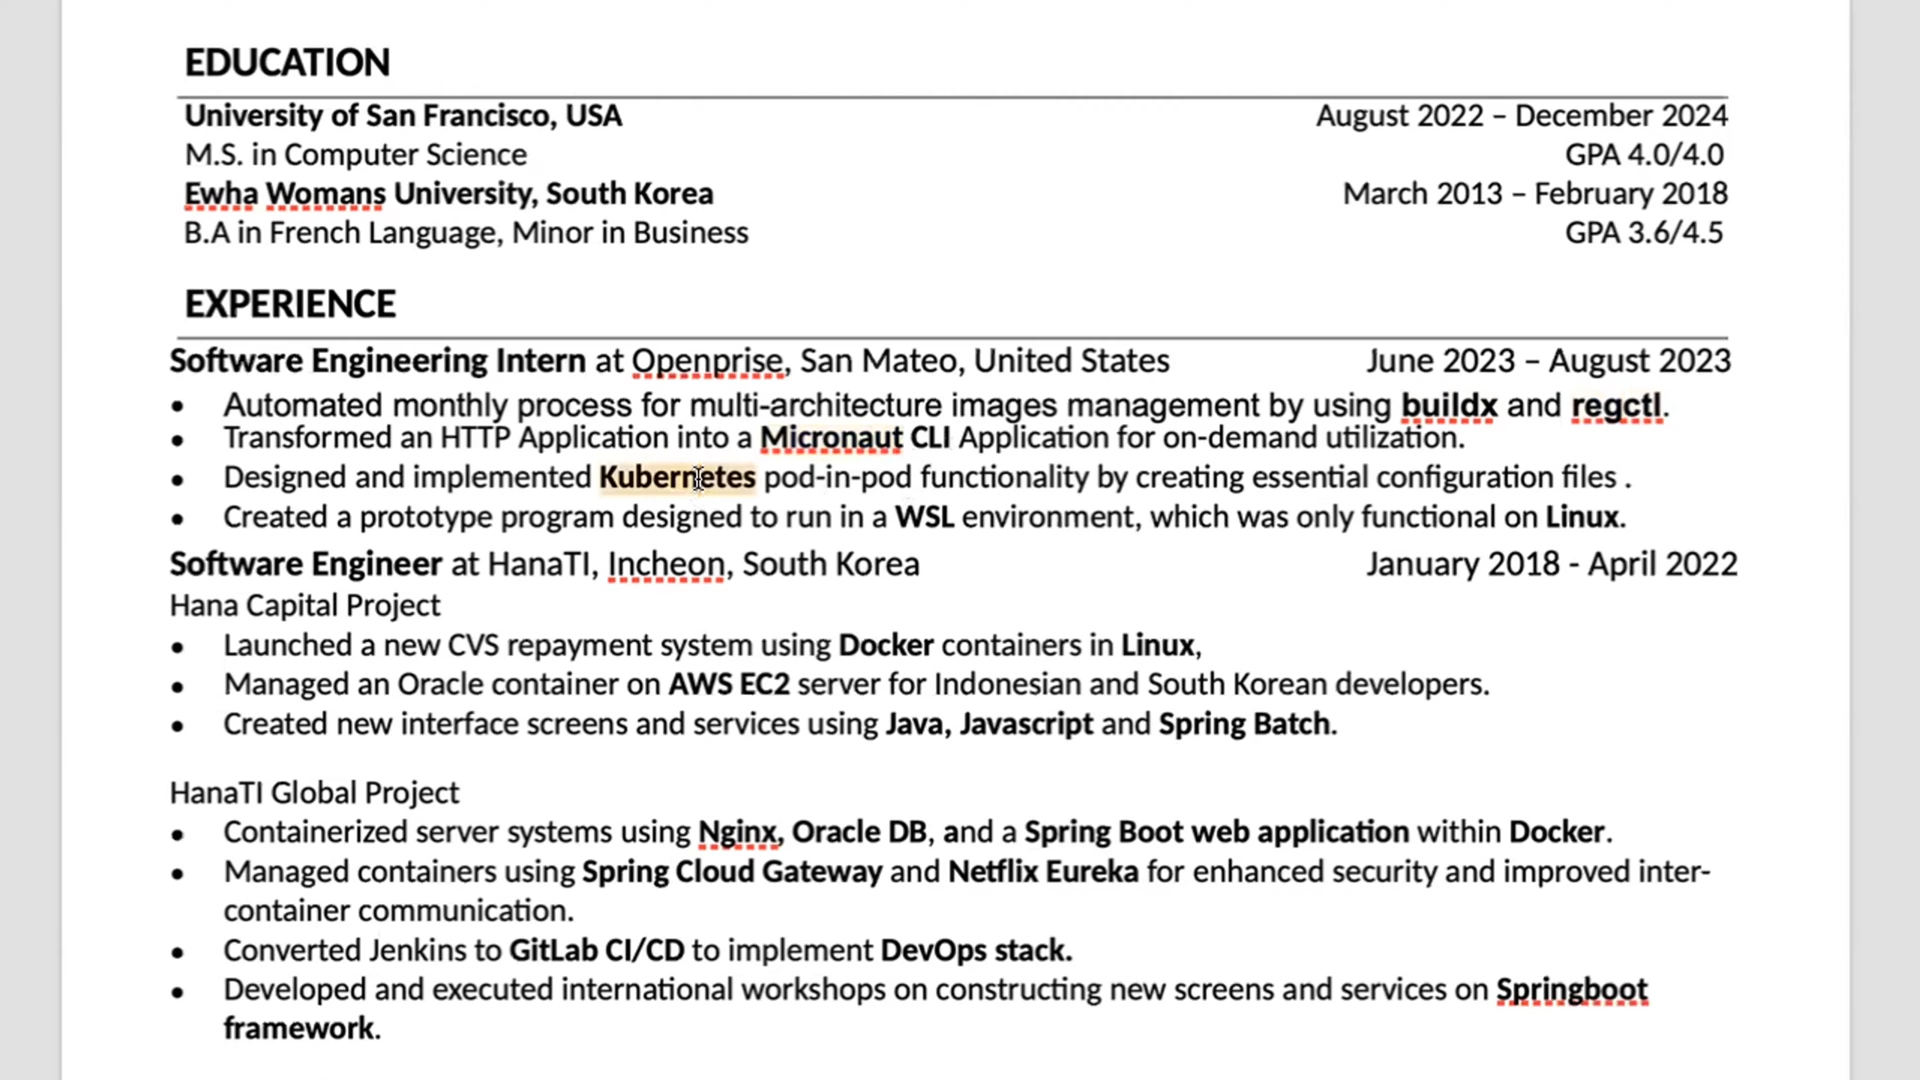 EDUCATION
University of San Francisco, USA August 2022 – December 2024
M.S. in Computer Science GPA 4.0/4.0
Ewha Womans University, South Korea March 2013 – February 2018
B.A in French Language, Minor in Business GPA 3.6/4.5
EXPERIENCE
Software Engineering Intern at Openprise, San Mateo, United States June 2023 – August 2023
• Automated monthly process for multi-architecture images management by using buildx and regctl.
• Transformed an HTTP Application into a Micronaut CLI Application for on-demand utilization.
• Designed and implemented Kubernetes pod-in-pod functionality by creating essential configuration files .
• Created a prototype program designed to run in a WSL environment, which was only functional on Linux.
Software Engineer at HanaTI, Incheon, South Korea January 2018 - April 2022
Hana Capital Project
• Launched a new CVS repayment system using Docker containers in Linux,
• Managed an Oracle container on AWS EC2 server for Indonesian and South Korean developers.
• Created new interface screens and services using Java, Javascript and Spring Batch.
HanaTI Global Project
• Containerized server systems using Nginx, Oracle DB, and a Spring Boot web application within Docker.
• Managed containers using Spring Cloud Gateway and Netflix Eureka for enhanced security and improved inter-
container communication.
• Converted Jenkins to GitLab CI/CD to implement DevOps stack.
• Developed and executed international workshops on constructing new screens and services on Springboot
framework.